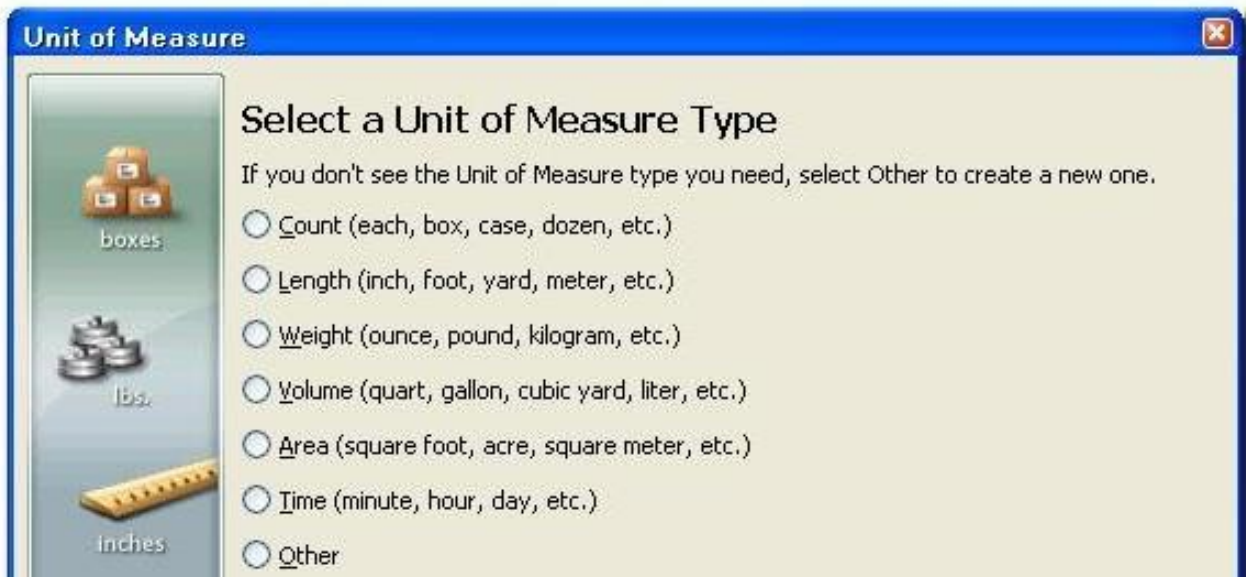 Unit of Measure
Select a Unit of Measure Type
If you don't see the Unit of Measure type you need, select Other to create a new one.
boxes
lbs.
inches
Count (each, box, case, dozen, etc.)
Length (inch, foot, yard, meter, etc.)
Weight (ounce, pound, kilogram, etc.)
Volume (quart, gallon, cubic yard, liter, etc.)
Area (square foot, acre, square meter, etc.)
Time (minute, hour, day, etc.)
Other